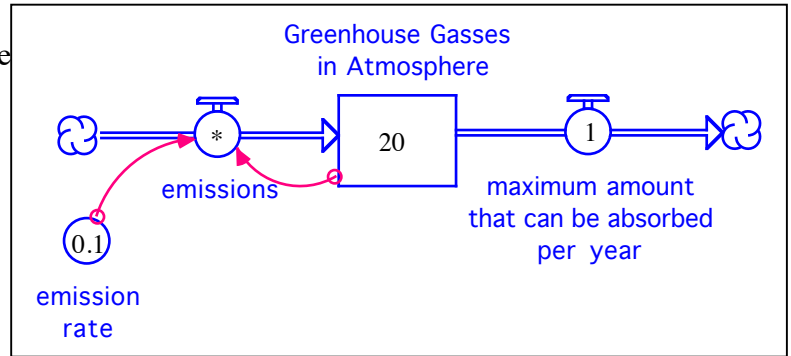 e
Greenhouse Gasses
in Atmosphere
*
20
1
emissions
maximum amount
that can be absorbed
per year
0.1
emission
rate